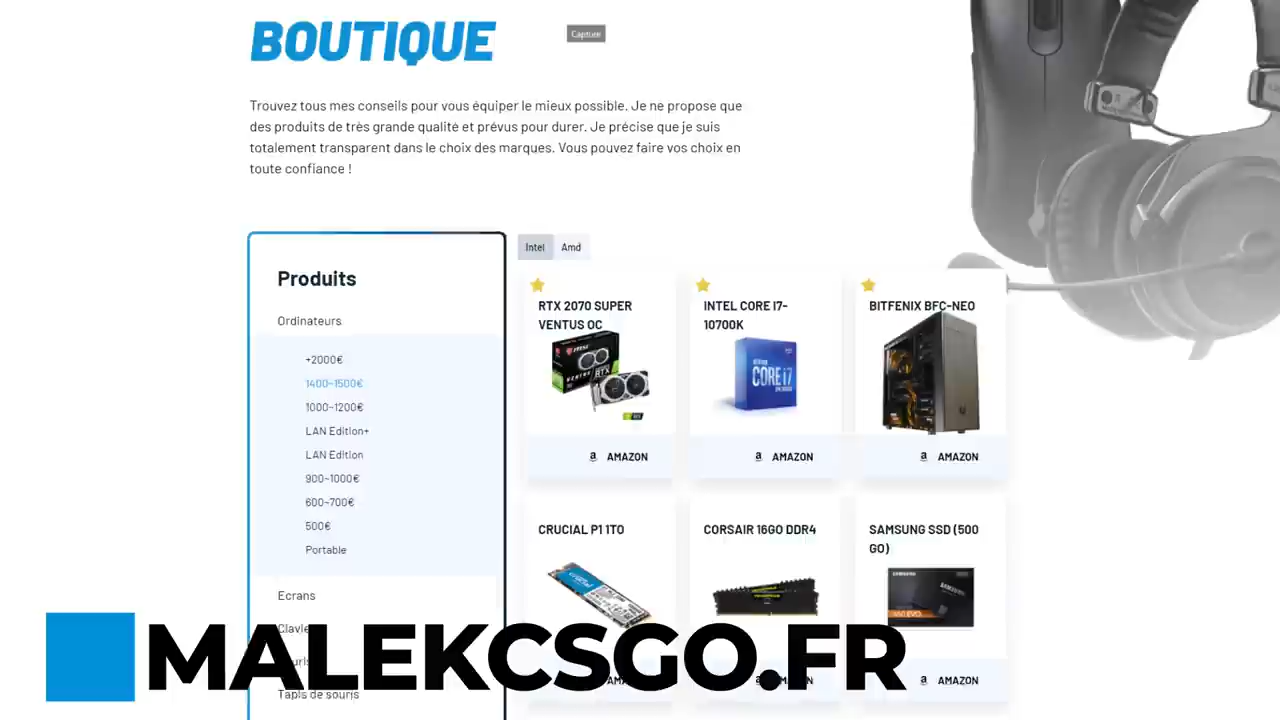 BOUTIQUE
Capture
Trouvez tous mes conseils pour vous équiper le mieux possible. Je ne propose que
des produits de très grande qualité et prévus pour durer. Je précise que je suis
totalement transparent dans le choix des marques. Vous pouvez faire vos choix en
toute confiance !
Produits
Ordinateurs
+2000€
1400~1500€
1000~1200€
LAN Edition+
LAN Edition
900~1000€
600~700€
500€
Portable
Ecrans
Tapis de souris
Intel
Amd
RTX 2070 SUPER
VENTUS OC
AMAZON
INTEL CORE I7-
10700K
CORE i7
AMAZON
BITFENIX BFC-NEO
AMAZON
CRUCIAL P1 1TO
crucial
CORSAIR 16GO DDR4
SAMSUNG SSD (500
GO)
SAMSUNG
AMAZON
MALEKCSGO.FR